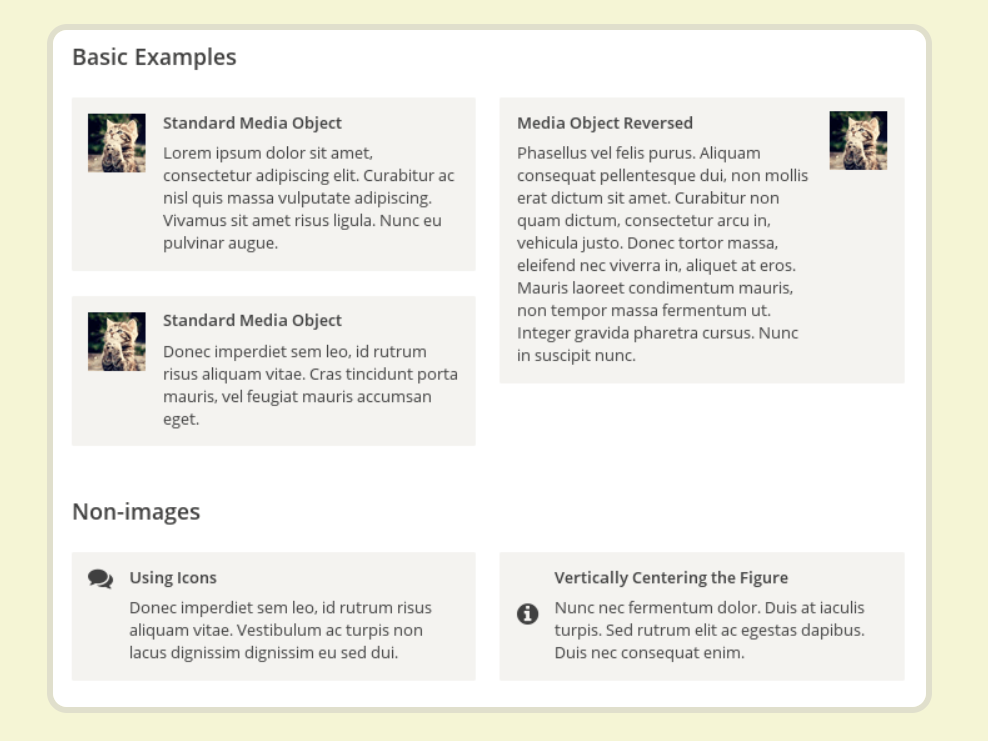 Basic Examples
Standard Media Object
Lorem ipsum dolor sit amet,
consectetur adipiscing elit. Curabitur ac
nisl quis massa vulputate adipiscing.
Vivamus sit amet risus ligula. Nunc eu
pulvinar augue.
Standard Media Object
Donec imperdiet sem leo, id rutrum
risus aliquam vitae. Cras tincidunt porta
mauris, vel feugiat mauris accumsan
eget.
Media Object Reversed
Phasellus vel felis purus. Aliquam
consequat pellentesque dui, non mollis
erat dictum sit amet. Curabitur non
quam dictum, consectetur arcu in,
vehicula justo. Donec tortor massa,
eleifend nec viverra in, aliquet at eros.
Mauris laoreet condimentum mauris,
non tempor massa fermentum ut.
Integer gravida pharetra cursus. Nunc
in suscipit nunc.
Non-images
Using Icons
Donec imperdiet sem leo, id rutrum risus
aliquam vitae. Vestibulum ac turpis non
lacus dignissim dignissim eu sed dui.
Vertically Centering the Figure
Nunc nec fermentum dolor. Duis at iaculis
turpis. Sed rutrum elit ac egestas dapibus.
Duis nec consequat enim.